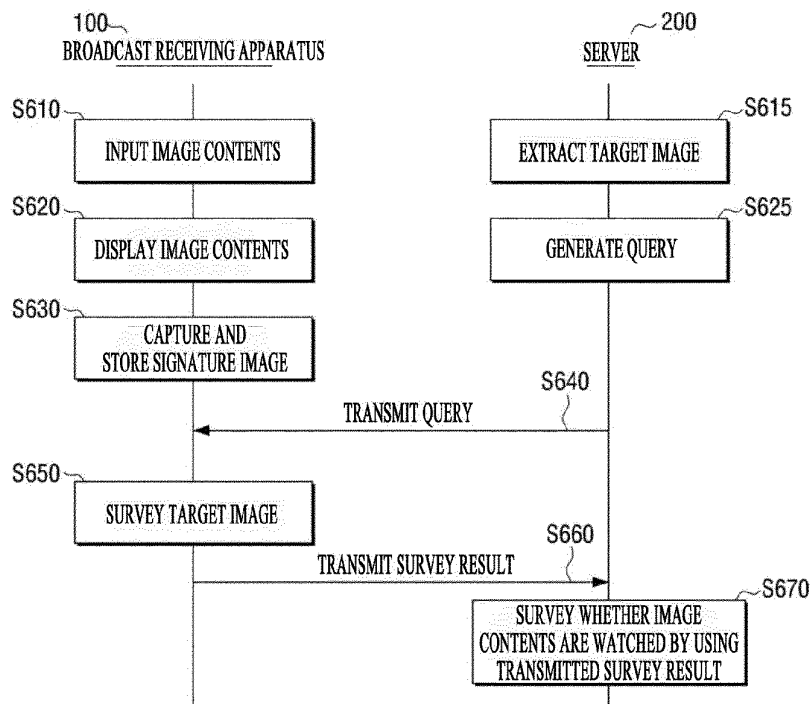 100
200
BROADCAST RECEIVING APPARATUS
SERVER
S610
S615
INPUT IMAGE CONTENTS
EXTRACT TARGET IMAGE
S620
S625
DISPLAY IMAGE CONTENTS
GENERATE QUERY
S630
CAPTURE AND
STORE SIGNATURE IMAGE
S640
TRANSMIT QUERY
S650
SURVEY TARGET IMAGE
S660
TRANSMIT SURVEY RESULT
S670
SURVEY WHETHER IMAGE
CONTENTS ARE WATCHED BY USING
TRANSMITTED SURVEY RESULT